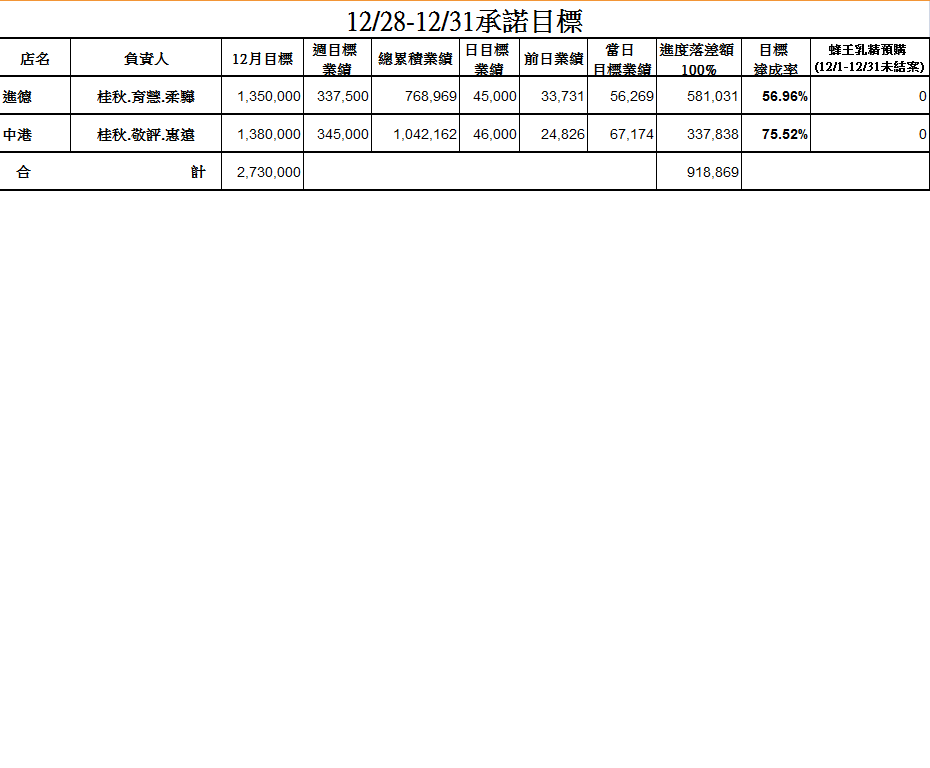 12/28-12/31承諾目標
店名 負責人 12月目標 週目標業績 總累積業績 日目標業績 前日業績 當日目標業績 進度落差額100% 目標達成率 蜂王乳精預購(12/1-12/31未結案)
進德 桂秋.育慧.柔驊 1,350,000 337,500 768,969 45,000 33,731 56,269 581,031 56.96% 0
中港 桂秋.敬評.惠遠 1,380,000 345,000 1,042,162 46,000 24,826 67,174 337,838 75.52% 0
合 計 2,730,000 918,869